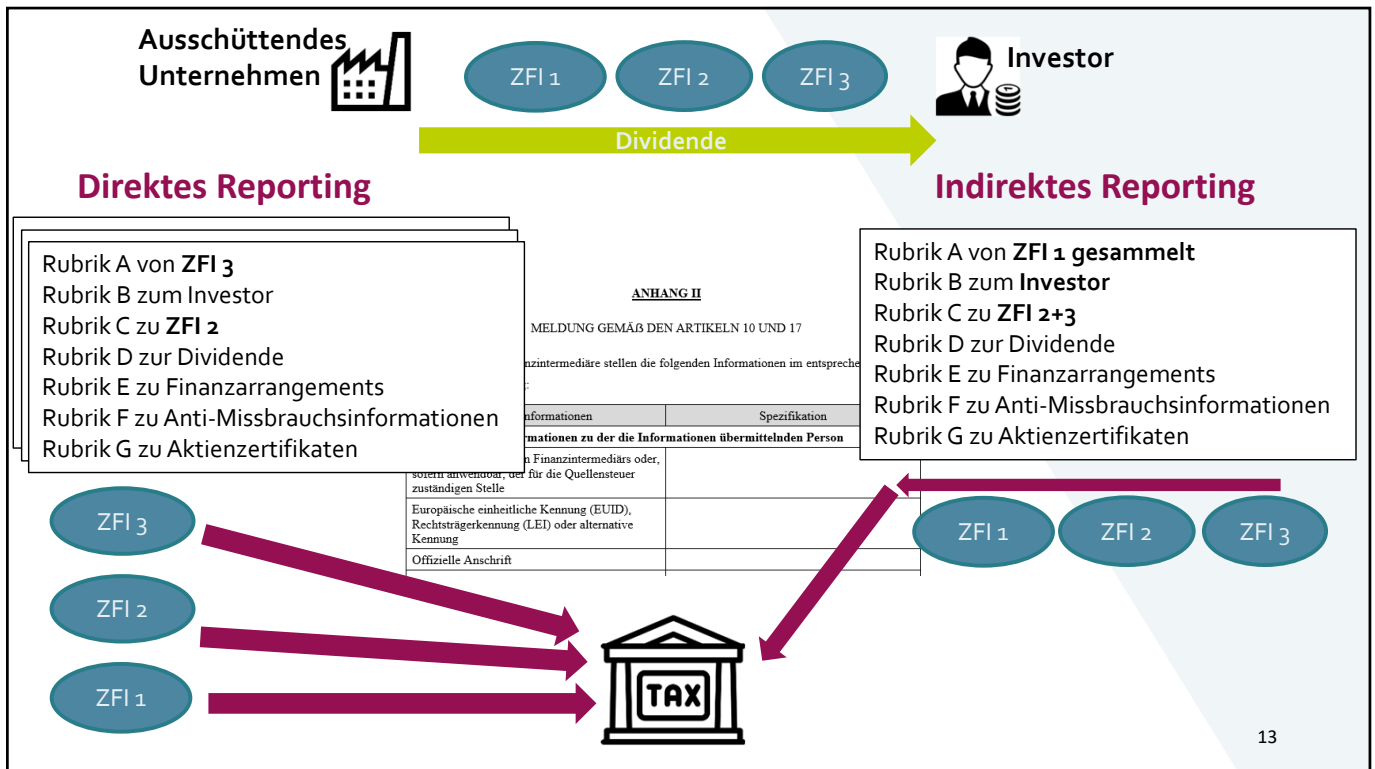 Ausschüttendes
Unternehmen
ZFI 1
ZFI 2
ZFI 3
Investor
Dividende
Direktes Reporting
Indirektes Reporting
Rubrik A von ZFI 3
Rubrik B zum Investor
Rubrik C zu ZFI 2
Rubrik D zur Dividende
Rubrik E zu Finanzarrangements
Rubrik F zu Anti-Missbrauchsinformationen
Rubrik G zu Aktienzertifikaten
ANHANG II
MELDUNG GEMÄß DEN ARTIKELN 10 UND 17
nzintermediäre stellen die folgenden Informationen im entspreche
nformationen
Spezifikation
rmationen zu der die Informationen übermittelnden Person
n Finanzintermediärs oder,
sofern anwendbar, der für die Quellensteuer
zuständigen Stelle
Europäische einheitliche Kennung (EUID),
Rechtsträgerkennung (LEI) oder alternative
Kennung
Offizielle Anschrift
Rubrik A von ZFI 1 gesammelt
Rubrik B zum Investor
Rubrik C zu ZFI 2+3
Rubrik D zur Dividende
Rubrik E zu Finanzarrangements
Rubrik F zu Anti-Missbrauchsinformationen
Rubrik G zu Aktienzertifikaten
ZFI 3
ZFI 2
ZFI 1
ZFI 1
ZFI 2
ZFI 3
TAX
13